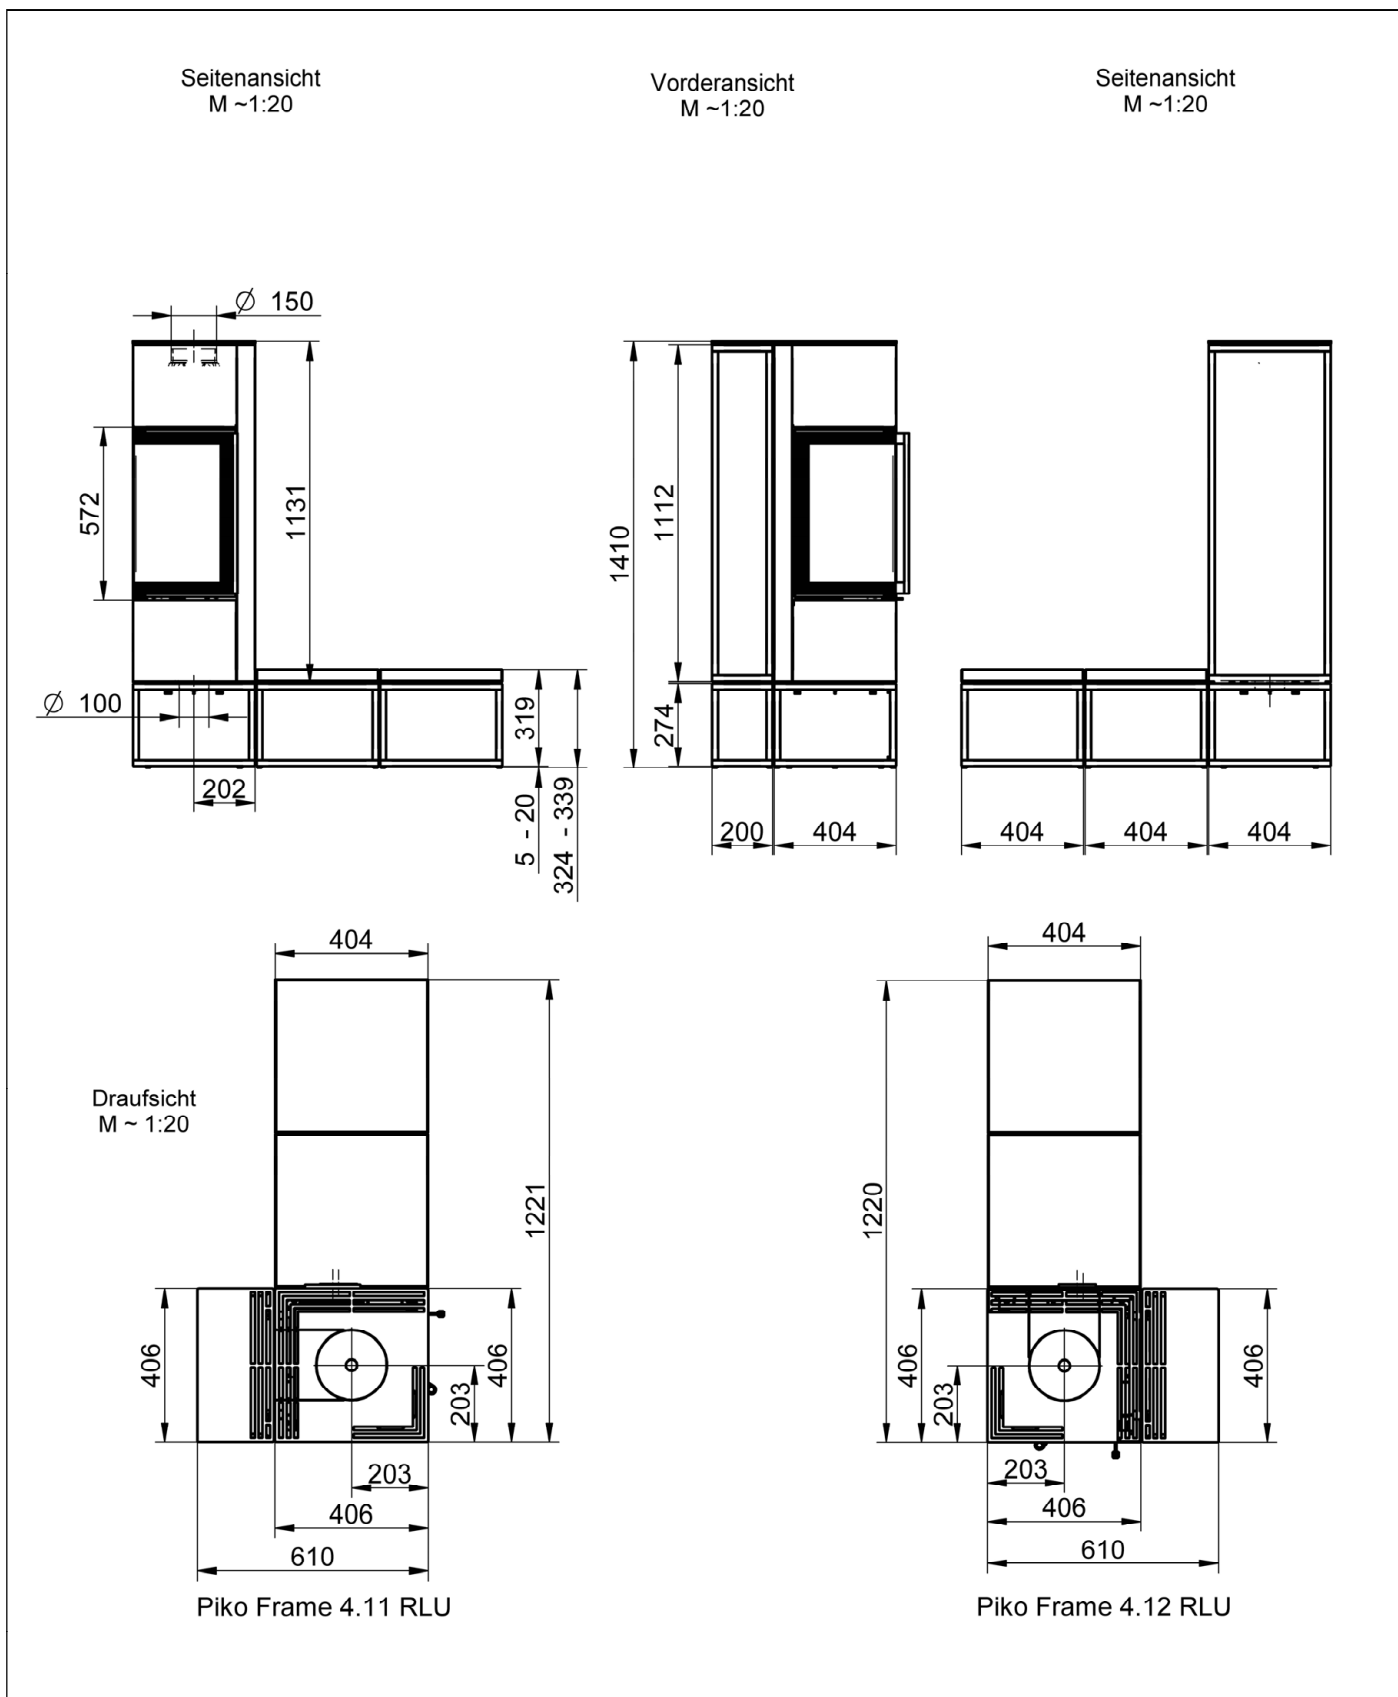 Seitenansicht
M ~1:20
Vorderansicht
M ~1:20
Seitenansicht
M ~1:20
Ø 150
572
1131
Ø 100
202
319
5 - 20
324 - 339
1410
1112
274
200
404
404
404
404
404
1221
Draufsicht
M ~ 1:20
406
406
203
203
406
610
Piko Frame 4.11 RLU
404
1220
406
203
406
203
406
610
Piko Frame 4.12 RLU